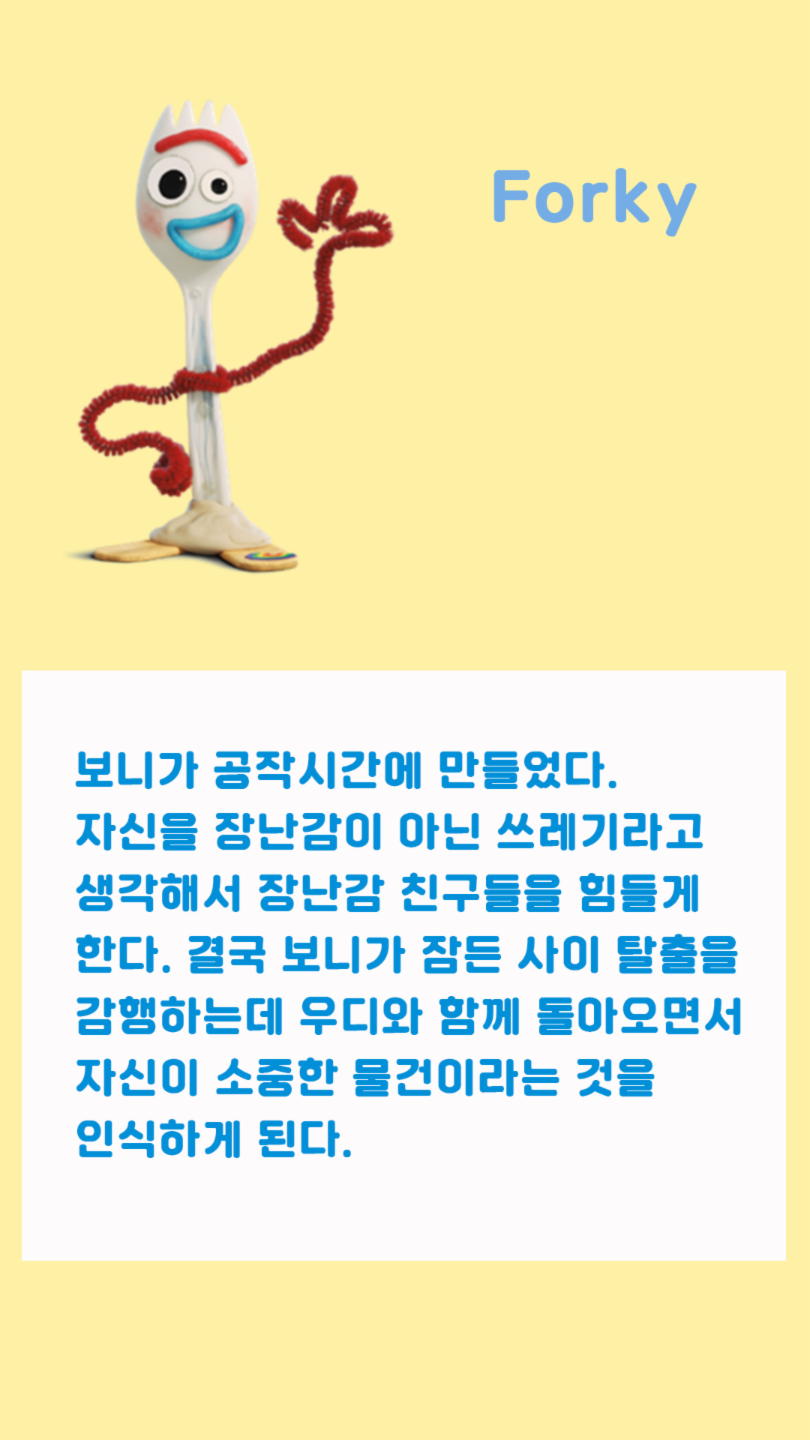 Forky
보니가 공작시간에 만들었다.
자신을 장난감이 아닌 쓰레기라고
생각해서 장난감 친구들을 힘들게
한다. 결국 보니가 잠든 사이 탈출을
감행하는데 우디와 함께 돌아오면서
자신이 소중한 물건이라는 것을
인식하게 된다.